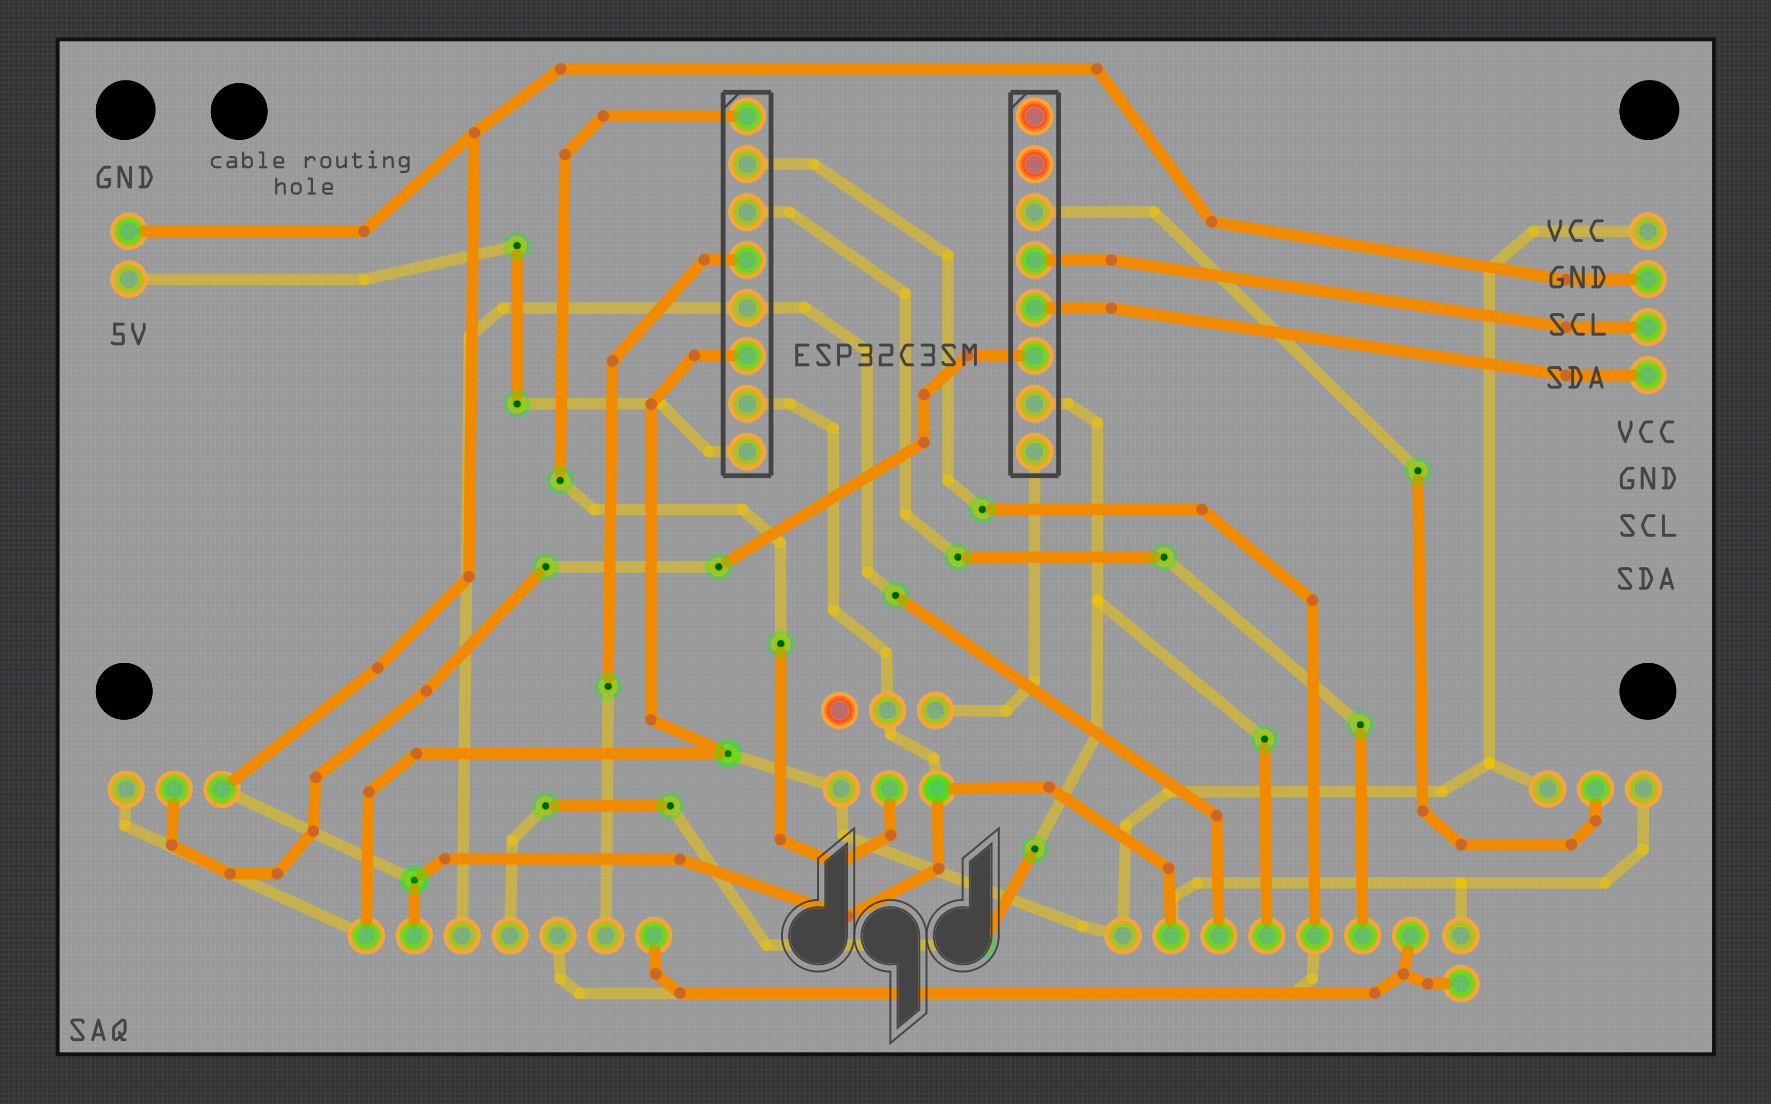 cable routing
hole
GND
5V
ESP32C3SM
VCC
GND
SCL
SDA
VCC
GND
SCL
SDA
SAQ